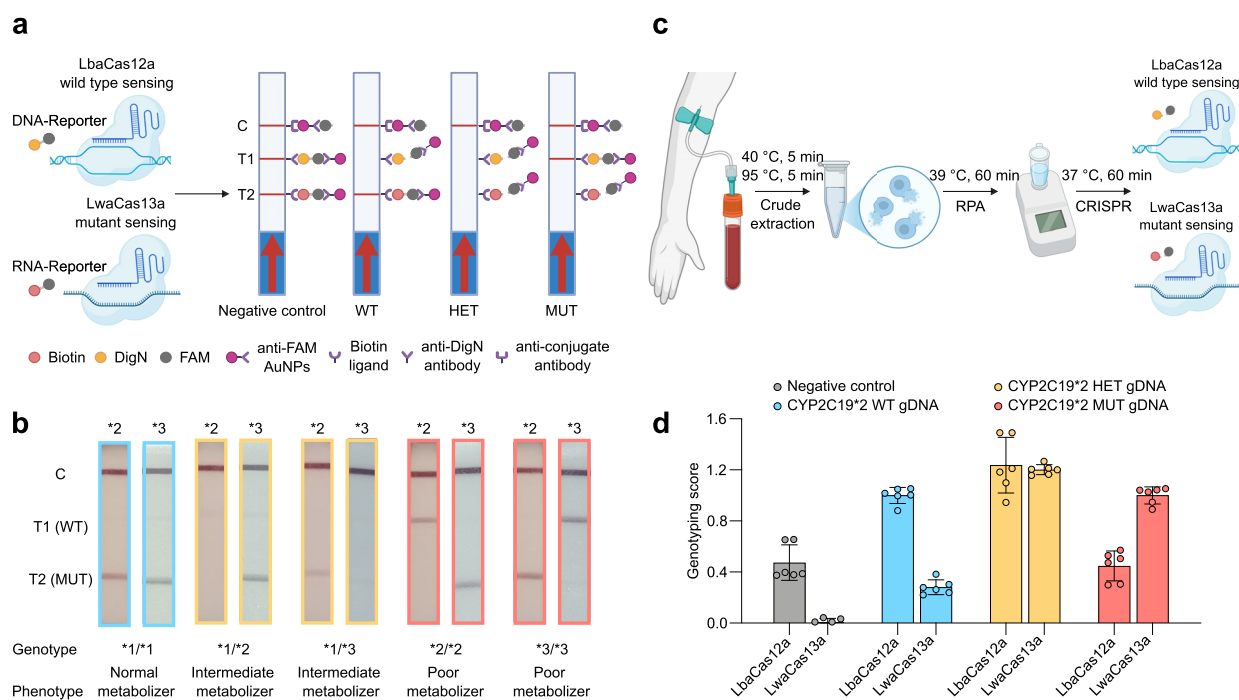 a
LbaCas12a
wild type sensing
DNA-Reporter
LwaCas13a
mutant sensing
RNA-Reporter
C
T1
T2
Negative control
WT
HET
MUT
Biotin
DigN
FAM
anti-FAM
AuNPs
Biotin
ligand
anti-DigN
antibody
anti-conjugate
antibody
c
40 °C, 5 min
95 °C, 5 min
Crude
extraction
39 °C, 60 min
RPA
37 °C, 60 min
CRISPR
LbaCas12a
wild type sensing
LwaCas13a
mutant sensing
b
*2 *3 *2 *3 *2 *3 *2 *3 *2 *3
C
T1 (WT)
T2 (MUT)
Genotype *1/*1 *1/*2 *1/*3 *2/*2 *3/*3
Phenotype
Normal
metabolizer
Intermediate
metabolizer
Intermediate
metabolizer
Poor
metabolizer
Poor
metabolizer
d
Negative control
CYP2C19*2 WT gDNA
CYP2C19*2 HET gDNA
CYP2C19*2 MUT gDNA
Genotyping score
1.6
1.2
0.8
0.4
0.0
LbaCas12a
LwaCas13a
LbaCas12a
LwaCas13a
LbaCas12a
LwaCas13a
LbaCas12a
LwaCas13a